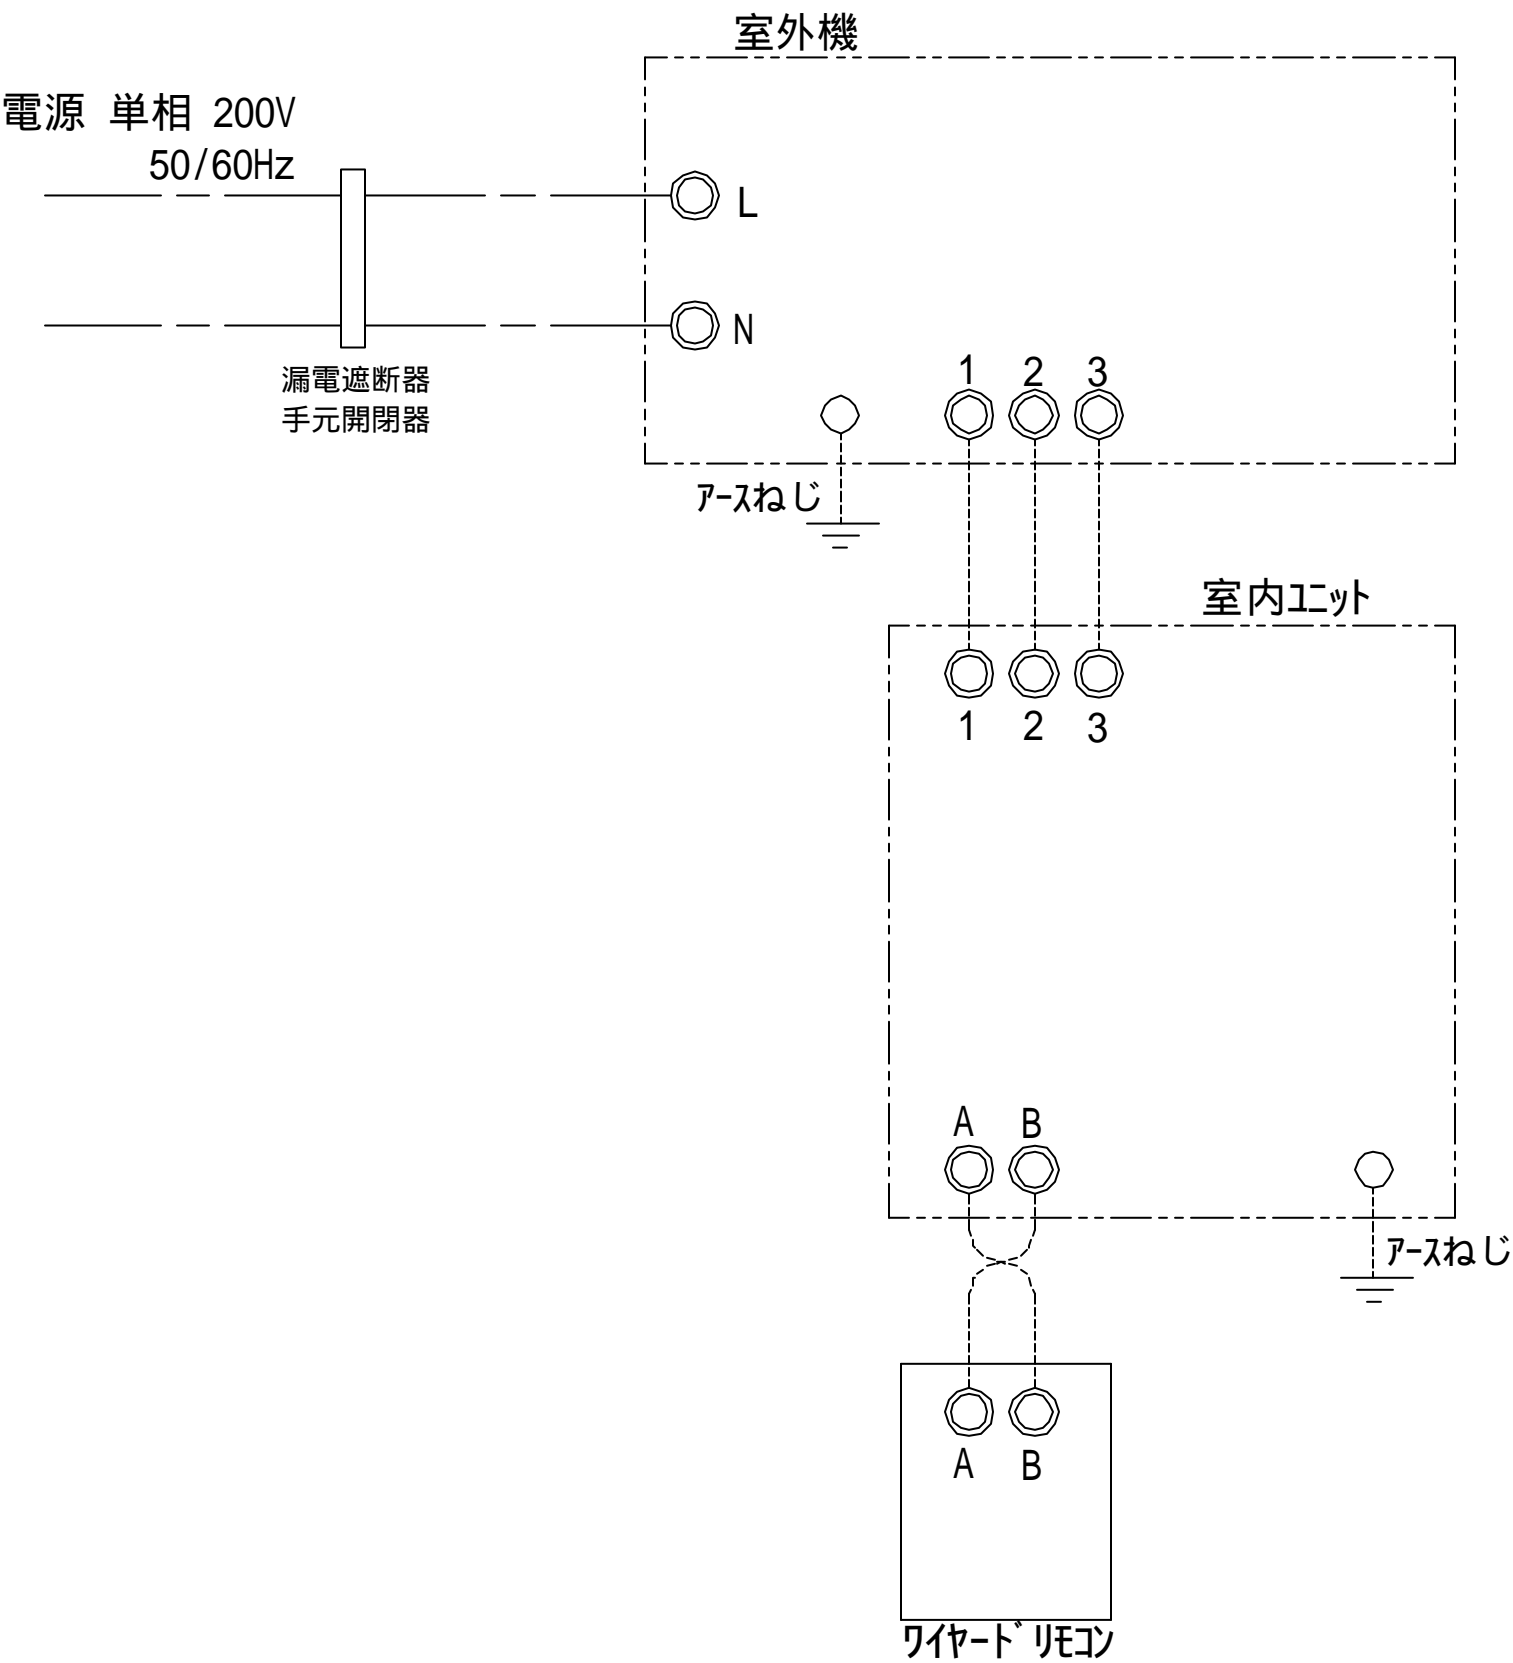 室外機
電源 単相 200V
50/60Hz
L
N
漏電遮断器
手元開閉器
1 2 3
ｱｰｽねじ
室内ﾕﾆｯﾄ
1 2 3
A B
ｱｰｽねじ
A B
ﾜｲﾔｰﾄﾞﾘﾓｺﾝ